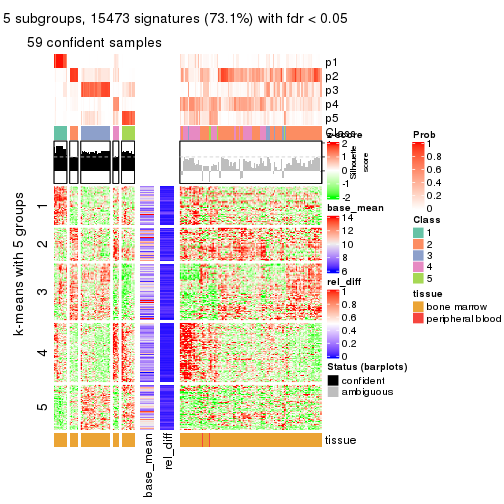 5 subgroups, 15473 signatures (73.1%) with fdr < 0.05
59 confident samples
p1
p2
p3
p4
p5
Class
Silhouette
score
k-means with 5 groups
1
2
3
4
5
base_mean
rel_diff
tissue
z-score
2
1
0
-1
-2
base_mean
14
12
10
8
6
rel_diff
1
0.8
0.6
0.4
0.2
0
Status (barplots)
confident
ambiguous
Prob
1
0.8
0.6
0.4
0.2
0
Class
1
2
3
4
5
tissue
bone marrow
peripheral blood